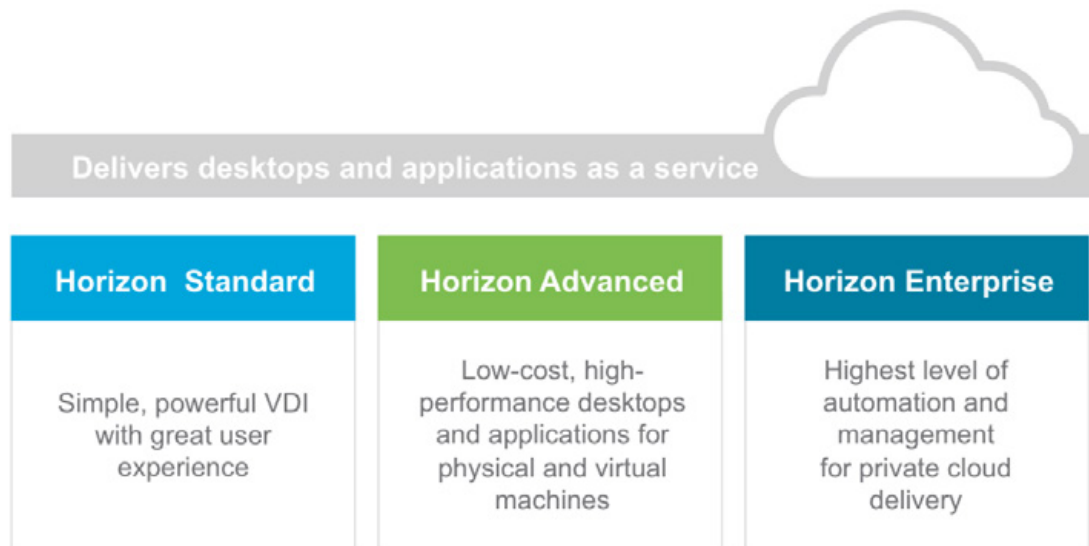 Delivers desktops and applications as a service
Horizon Standard
Simple, powerful VDI
with great user
experience
Horizon Advanced
Low-cost, high-
performance desktops
and applications for
physical and virtual
machines
Horizon Enterprise
Highest level of
automation and
management
for private cloud
delivery